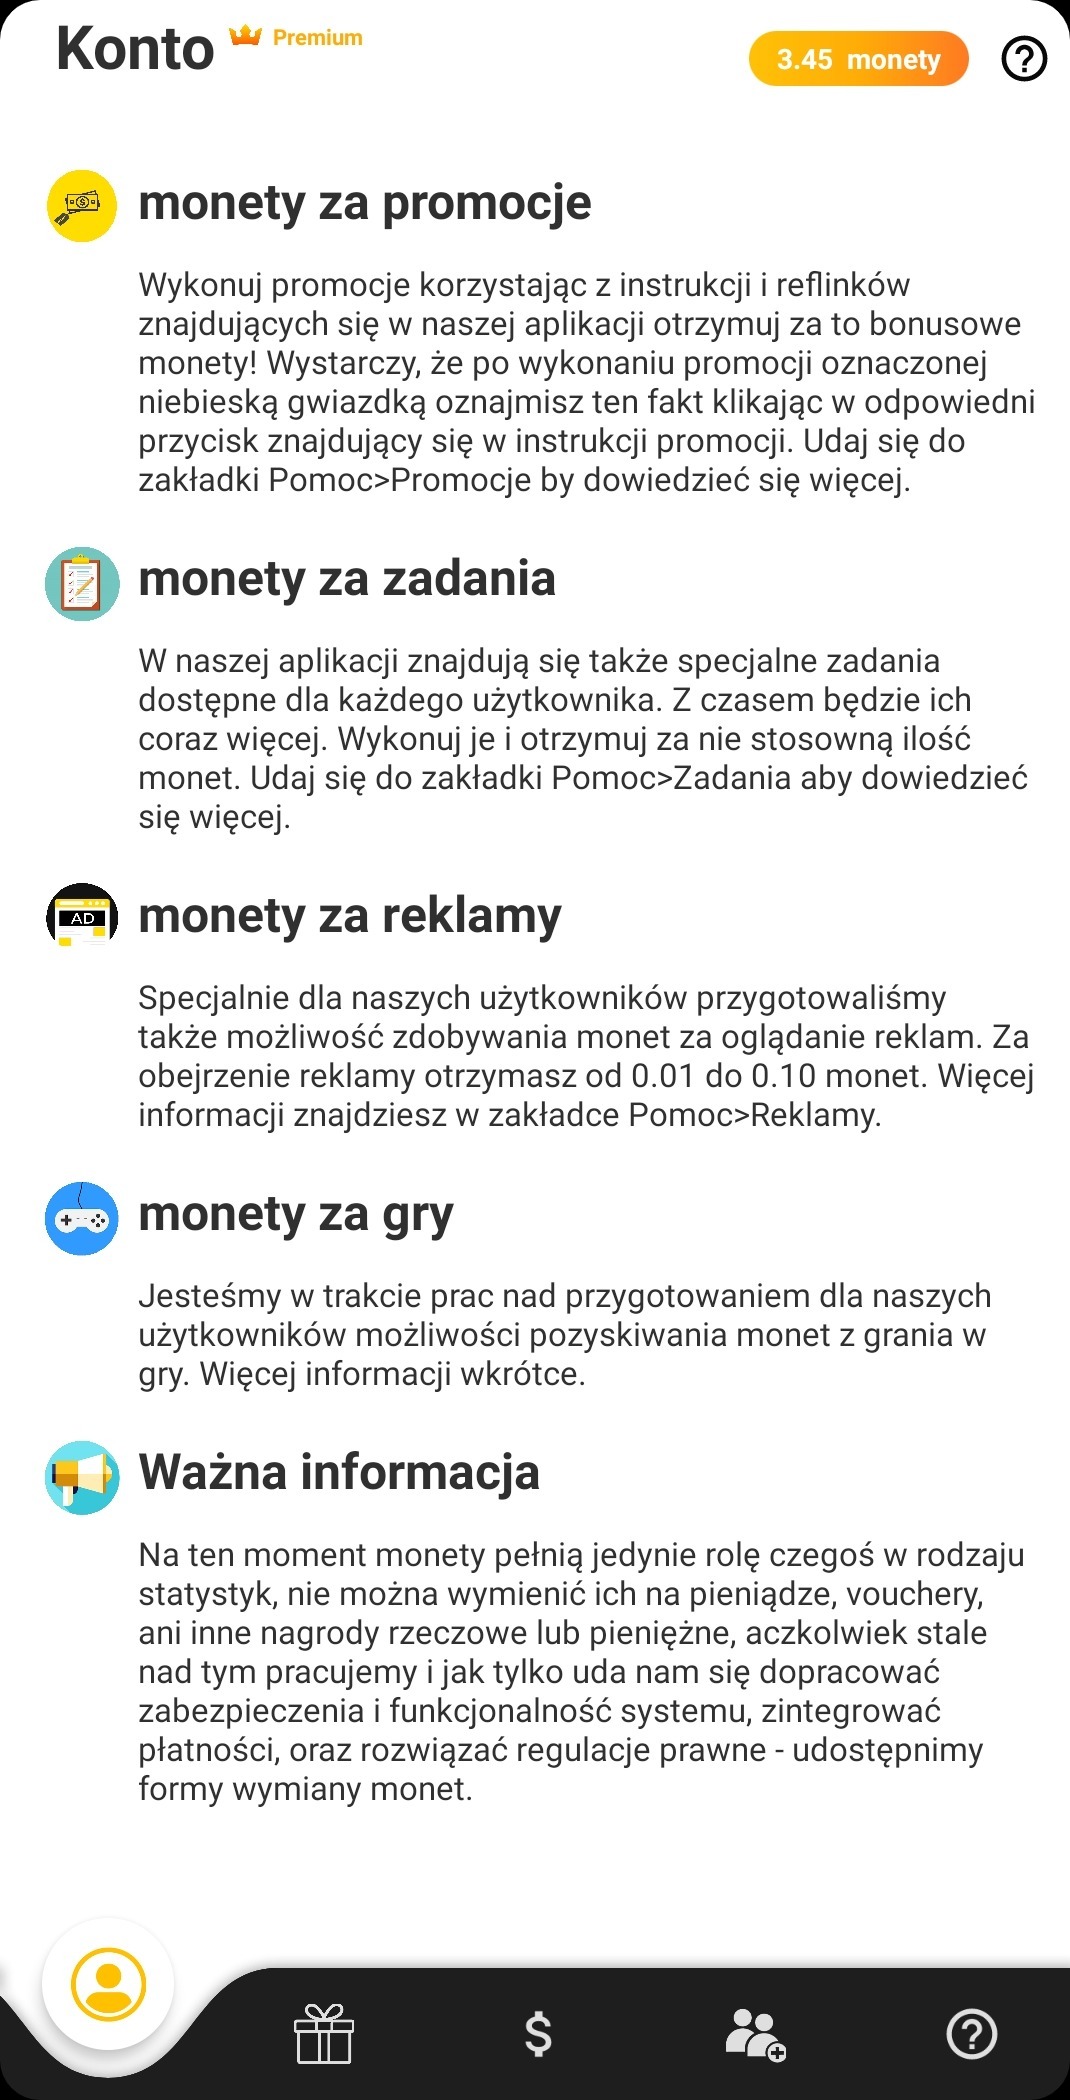 Konto Premium
3.45 monety
monety za promocje
Wykonuj promocje korzystając z instrukcji i reflinków
znajdujących się w naszej aplikacji otrzymuj za to bonusowe
monety! Wystarczy, że po wykonaniu promocji oznaczonej
niebieską gwiazdką oznajmisz ten fakt klikając w odpowiedni
przycisk znajdujący się w instrukcji promocji. Udaj się do
zakładki Pomoc>Promocje by dowiedzieć się więcej.
monety za zadania
W naszej aplikacji znajdują się także specjalne zadania
dostępne dla każdego użytkownika. Z czasem będzie ich
coraz więcej. Wykonuj je i otrzymuj za nie stosowną ilość
monet. Udaj się do zakładki Pomoc>Zadania aby dowiedzieć
się więcej.
AD
monety za reklamy
Specjalnie dla naszych użytkowników przygotowaliśmy
także możliwość zdobywania monet za oglądanie reklam. Za
obejrzenie reklamy otrzymasz od 0.01 do 0.10 monet. Więcej
informacji znajdziesz w zakładce Pomoc>Reklamy.
monety za gry
Jesteśmy w trakcie prac nad przygotowaniem dla naszych
użytkowników możliwości pozyskiwania monet z grania w
gry. Więcej informacji wkrótce.
Ważna informacja
Na ten moment monety pełnią jedynie rolę czegoś w rodzaju
statystyk, nie można wymienić ich na pieniądze, vouchery,
ani inne nagrody rzeczowe lub pieniężne, aczkolwiek stale
nad tym pracujemy i jak tylko uda nam się dopracować
zabezpieczenia i funkcjonalność systemu, zintegrować
płatności, oraz rozwiązać regulacje prawne - udostępnimy
formy wymiany monet.